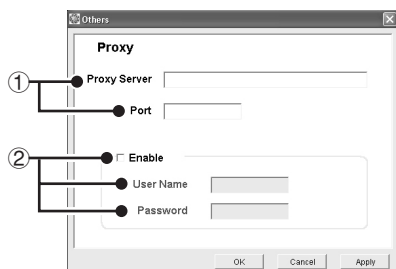 Others
Proxy
① Proxy Server
Port
② Enable
User Name
Password
OK Cancel Apply